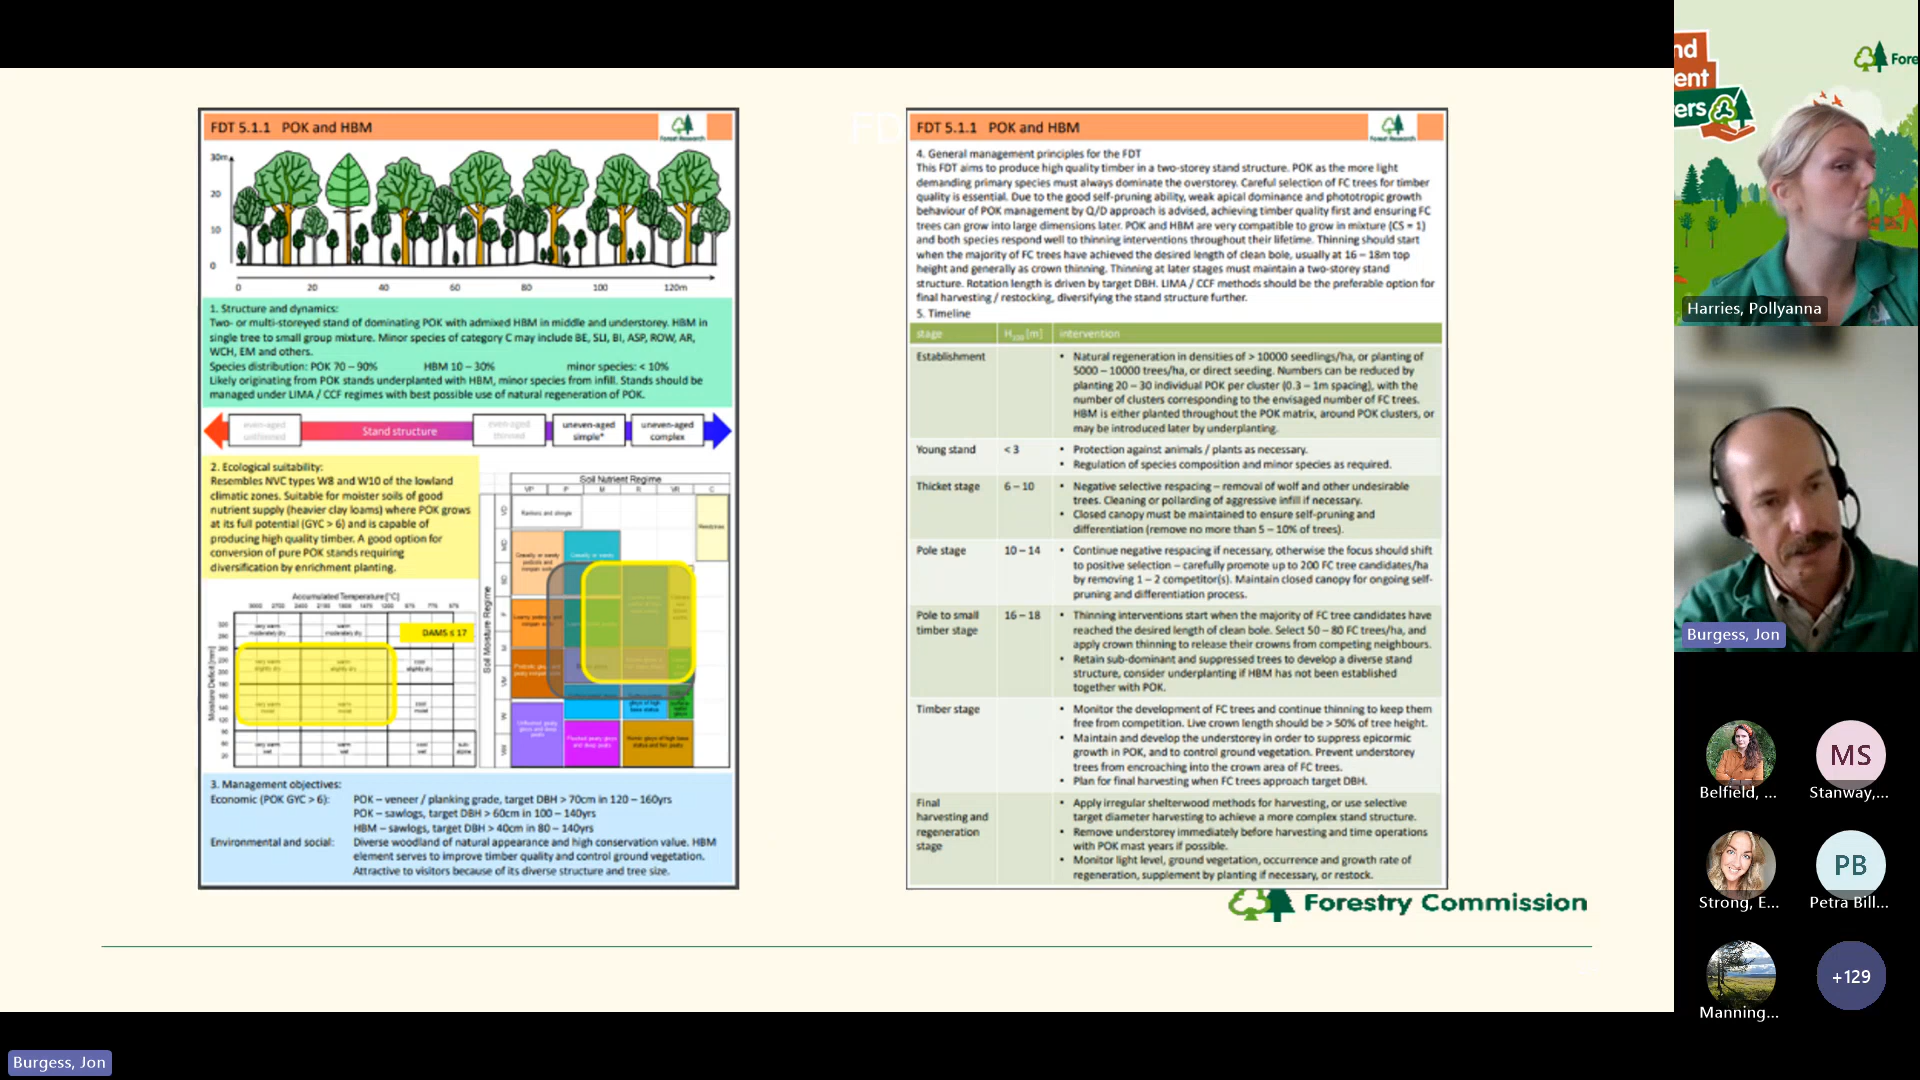 FDT 5.1.1 POK and HBM
Forest Research
30m
20
10
0
0 20 40 60 80 100 120m
1. Structure and dynamics:
Two- or multi-storeyed stand of dominating POK with admixed HBM in middle and understorey. HBM in
single tree to small group mixture. Minor species of category C may include BE, SLI, BI, ASP, ROW, AR,
WCH, EM and others.
Species distribution: POK 70 – 90% HBM 10 – 30% minor species: < 10%
Likely originating from POK stands underplanted with HBM, minor species from infill. Stands should be
managed under LIMA / CCF regimes with best possible use of natural regeneration of POK.
even-aged
unthinned
Stand structure
even-aged
thinned
uneven-aged
simple*
uneven-aged
complex
2. Ecological suitability:
Resembles NVC types W8 and W10 of the lowland
climatic zones. Suitable for moister soils of good
nutrient supply (heavier clay loams) where POK grows
at its full potential (GYC > 6) and is capable of
producing high quality timber. A good option for
conversion of pure POK stands requiring
diversification by enrichment planting.
Soil Nutrient Regime
VP P M R VR C
Soil Moisture Regime
Rankers and shingle
Accumulated Temperature [°C]
DAMS ≤ 17
Moisture Deficit [mm]
3. Management objectives:
Economic (POK GYC > 6): POK – veneer / planking grade, target DBH > 70cm in 120 – 160yrs
POK – sawlogs, target DBH > 60cm in 100 – 140yrs
HBM – sawlogs, target DBH > 40cm in 80 – 140yrs
Environmental and social: Diverse woodland of natural appearance and high conservation value. HBM
element serves to improve timber quality and control ground vegetation.
Attractive to visitors because of its diverse structure and tree size.
FDT 5.1.1 POK and HBM
Forest Research
4. General management principles for the FDT
This FDT aims to produce high quality timber in a two-storey stand structure. POK as the more light
demanding primary species must always dominate the overstorey. Careful selection of FC trees for timber
quality is essential. Due to the good self-pruning ability, weak apical dominance and phototropic growth
behaviour of POK management by Q/D approach is advised, achieving timber quality first and ensuring FC
trees can grow into large dimensions later. POK and HBM are very compatible to grow in mixture (CS = 1)
and both species respond well to thinning interventions throughout their lifetime. Thinning should start
when the majority of FC trees have achieved the desired length of clean bole, usually at 16 – 18m top
height and generally as crown thinning. Thinning at later stages must maintain a two-storey stand
structure. Rotation length is driven by target DBH. LIMA / CCF methods should be the preferable option for
final harvesting / restocking, diversifying the stand structure further.
5. Timeline
stage H100 [m] intervention
Establishment
• Natural regeneration in densities of > 10000 seedlings/ha, or planting of
5000 – 10000 trees/ha, or direct seeding. Numbers can be reduced by
planting 20 – 30 individual POK per cluster (0.3 – 1m spacing), with the
number of clusters corresponding to the envisaged number of FC trees.
HBM is either planted throughout the POK matrix, around POK clusters, or
may be introduced later by underplanting.
Young stand < 3 • Protection against animals / plants as necessary.
• Regulation of species composition and minor species as required.
Thicket stage 6 – 10 • Negative selective respacing – removal of wolf and other undesirable
trees. Cleaning or pollarding of aggressive infill if necessary.
• Closed canopy must be maintained to ensure self-pruning and
differentiation (remove no more than 5 – 10% of trees).
Pole stage 10 – 14 • Continue negative respacing if necessary, otherwise the focus should shift
to positive selection – carefully promote up to 200 FC tree candidates/ha
by removing 1 – 2 competitor(s). Maintain closed canopy for ongoing self-
pruning and differentiation process.
Pole to small 16 – 18 • Thinning interventions start when the majority of FC tree candidates have
timber stage reached the desired length of clean bole. Select 50 – 80 FC trees/ha, and
apply crown thinning to release their crowns from competing neighbours.
• Retain sub-dominant and suppressed trees to develop a diverse stand
structure, consider underplanting if HBM has not been established
together with POK.
Timber stage • Monitor the development of FC trees and continue thinning to keep them
free from competition. Live crown length should be > 50% of tree height.
• Maintain and develop the understorey in order to suppress epicormic
growth in POK, and to control ground vegetation. Prevent understorey
trees from encroaching into the crown area of FC trees.
• Plan for final harvesting when FC trees approach target DBH.
Final • Apply irregular shelterwood methods for harvesting, or use selective
harvesting and target diameter harvesting to achieve a more complex stand structure.
regeneration • Remove understorey immediately before harvesting and time operations
stage with POK mast years if possible.
• Monitor light level, ground vegetation, occurrence and growth rate of
regeneration, supplement by planting if necessary, or restock.
Forestry Commission
nd
ent
ers
Fore
Harries, Pollyanna
Burgess, Jon
MS
Belfield, ... Stanway,...
PB
Strong, E... Petra Bill...
+129
Manning...
Burgess, Jon